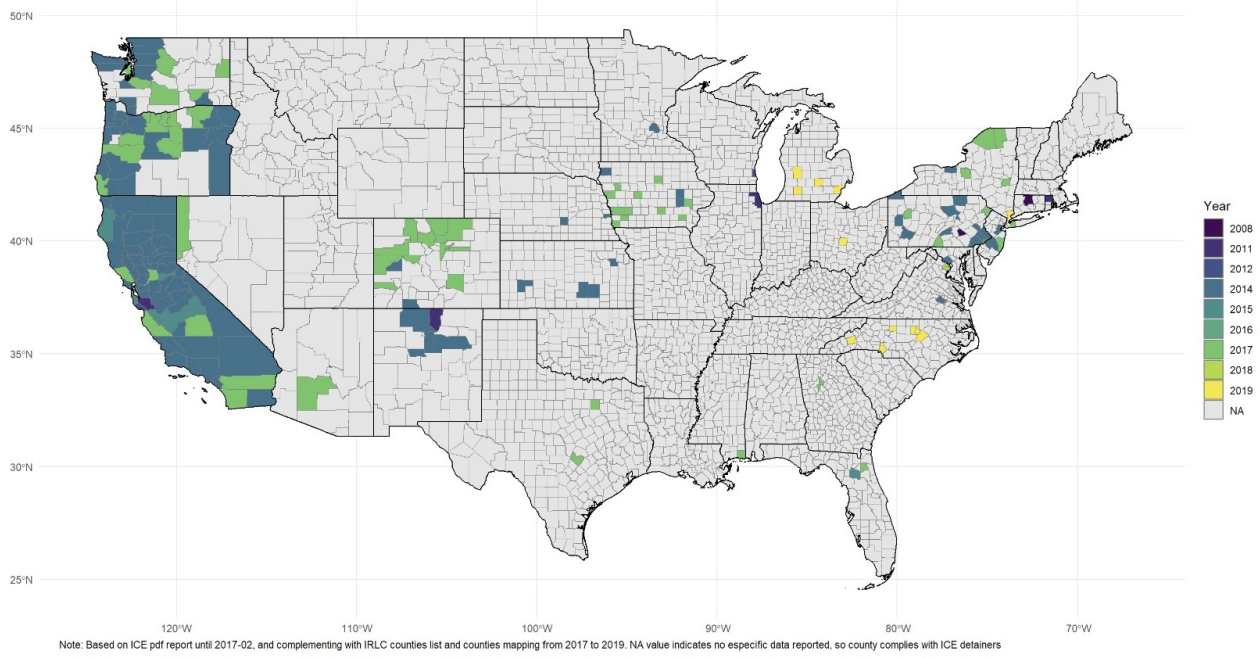 50°N
45°N
40°N
35°N
30°N
25°N
120°W
110°W
100°W
90°W
80°W
70°W
Year
2008
2011
2012
2014
2015
2016
2017
2018
2019
NA
Note: Based on ICE pdf report until 2017-02, and complementing with IRLC counties list and counties mapping from 2017 to 2019. NA value indicates no especific data reported, so county complies with ICE detainers